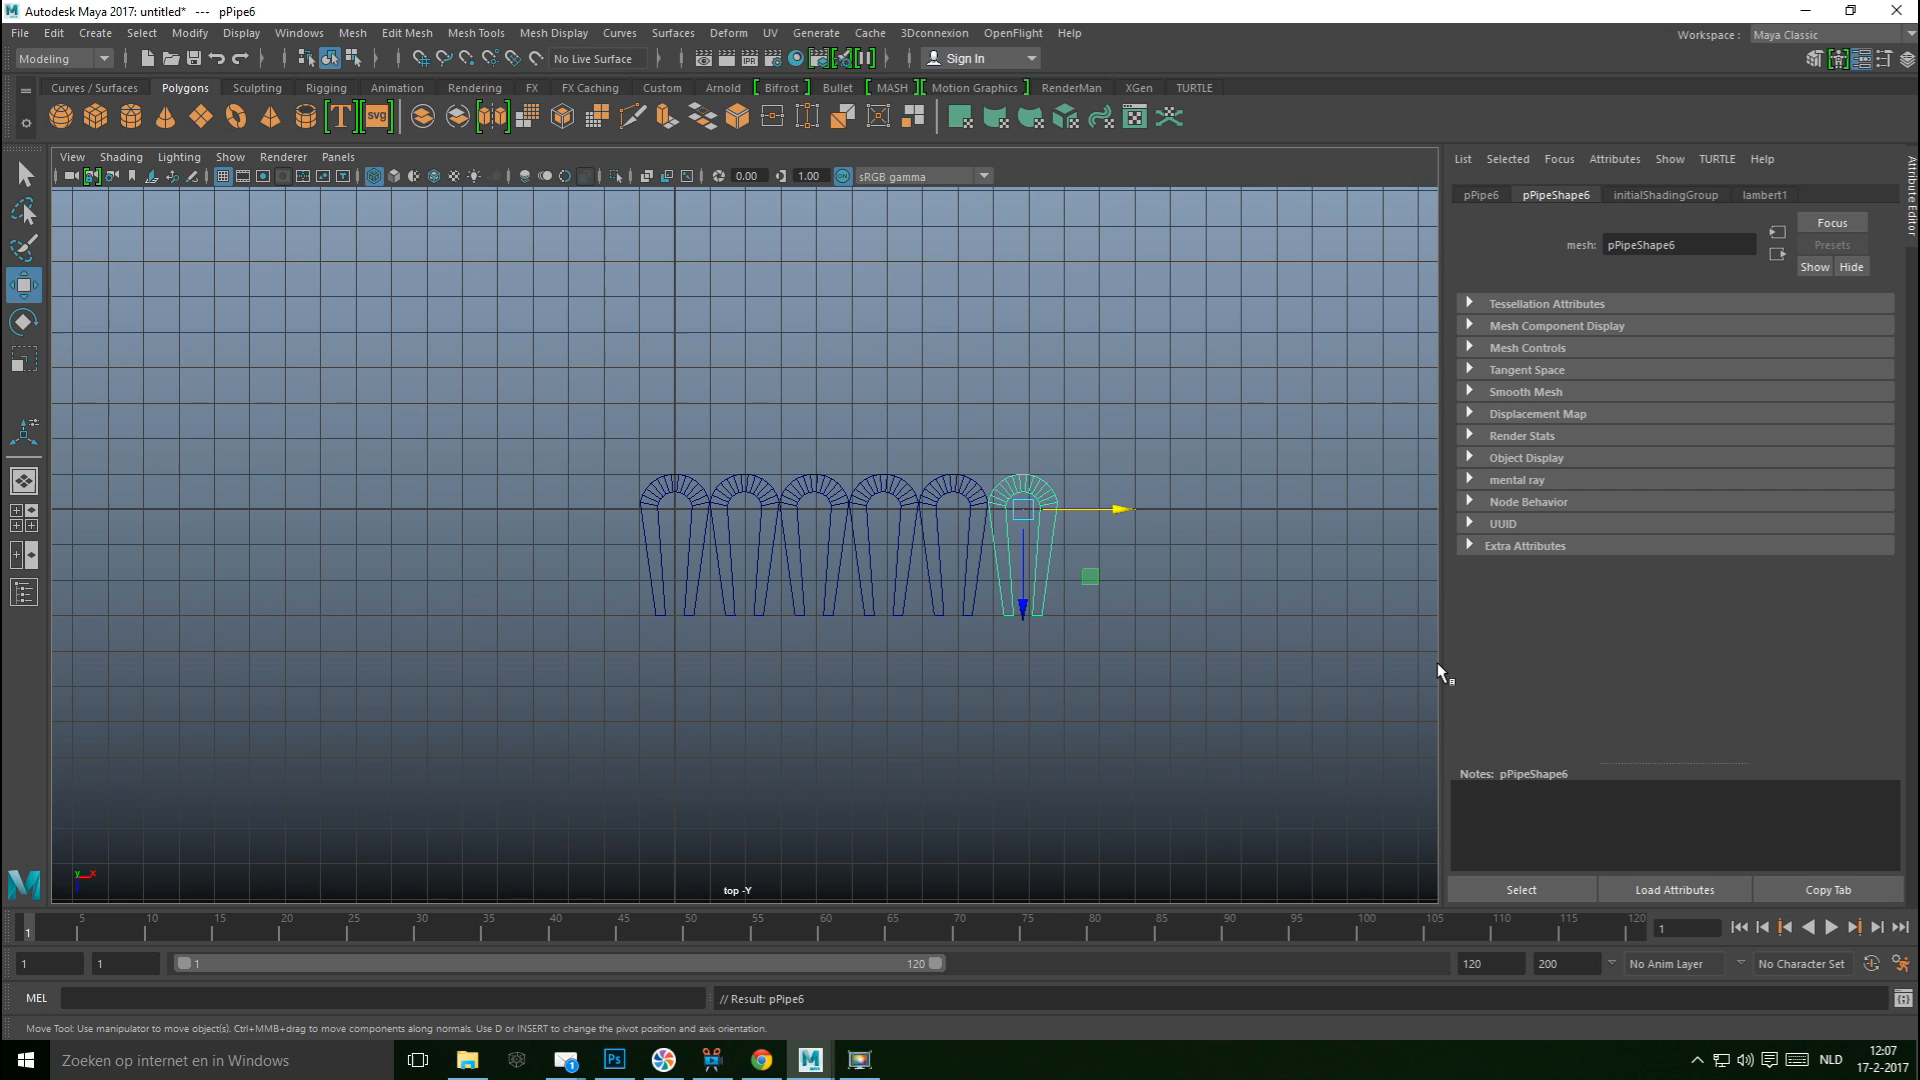 Autodesk Maya 2017: untitled* --- pPipe6
File Edit Create Select Modify Display Windows Mesh Edit Mesh Mesh Tools Mesh Display Curves Surfaces Deform UV Generate Cache 3Dconnexion OpenFlight Help
Workspace : Maya Classic
Modeling No Live Surface Sign In
Curves / Surfaces Polygons Sculpting Rigging Animation Rendering FX FX Caching Custom Arnold Bifrost Bullet MASH Motion Graphics RenderMan XGen TURTLE
T svg
View Shading Lighting Show Renderer Panels
0.00 1.00 sRGB gamma
List Selected Focus Attributes Show TURTLE Help
Attribute Editor
pPipe6 pPipeShape6 initialShadingGroup lambert1
mesh: pPipeShape6
Focus
Presets
Show Hide
Tessellation Attributes
Mesh Component Display
Mesh Controls
Tangent Space
Smooth Mesh
Displacement Map
Render Stats
Object Display
mental ray
Node Behavior
UUID
Extra Attributes
Notes: pPipeShape6
Select Load Attributes Copy Tab
y x
top -Y
5 10 15 20 25 30 35 40 45 50 55 60 65 70 75 80 85 90 95 100 105 110 115 120
1 1
1 1 1 120 120 200 No Anim Layer No Character Set
MEL // Result: pPipe6
Move Tool: Use manipulator to move object(s). Ctrl+MMB+drag to move components along normals. Use D or INSERT to change the pivot position and axis orientation.
Zoeken op internet en in Windows 1 Ps NLD
12:07
17-2-2017